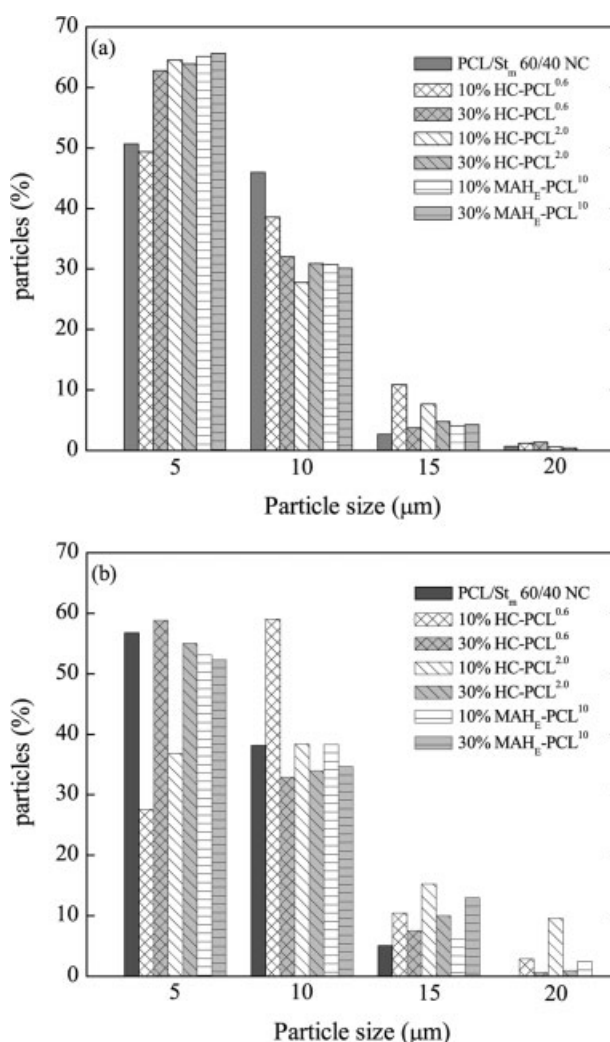 (a)
PCL/Stm 60/40 NC
10% HC-PCL0.6
30% HC-PCL0.6
10% HC-PCL2.0
30% HC-PCL2.0
10% MAHE-PCL10
30% MAHE-PCL10
70
60
50
40
30
20
10
0
particles (%)
5 10 15 20
Particle size (μm)
(b)
PCL/Stm 60/40 NC
10% HC-PCL0.6
30% HC-PCL0.6
10% HC-PCL2.0
30% HC-PCL2.0
10% MAHE-PCL10
30% MAHE-PCL10
70
60
50
40
30
20
10
0
particles (%)
5 10 15 20
Particle size (μm)